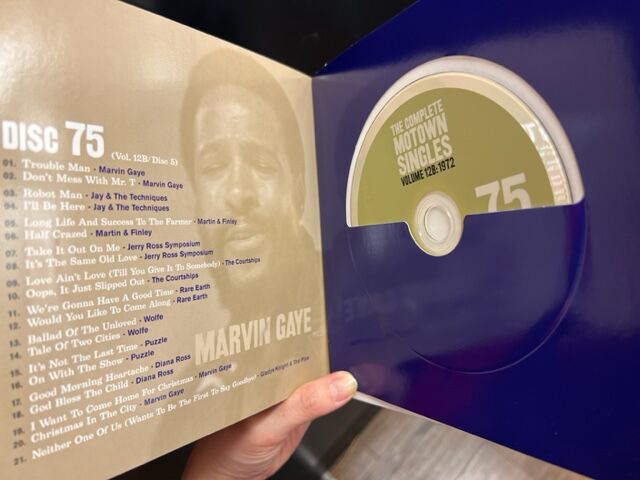 DISC 75 (Vol. 12B/Disc 5)
01. Trouble Man - Marvin Gaye
02. Don't Mess With Mr. T - Marvin Gaye
03. Robot Man - Jay & The Techniques
04. I'll Be Here - Jay & The Techniques
05. Long Life And Success To The Farmer - Martin & Finley
06. Half Crazed - Martin & Finley
07. Take It Out On Me - Jerry Ross Symposium
08. It's The Same Old Love - Jerry Ross Symposium
09. Love Ain't Love (Till You Give It To Somebody) - The Courtships
10. Oops, It Just Slipped Out - The Courtships
11. We're Gonna Have A Good Time - Rare Earth
12. Would You Like To Come Along - Rare Earth
13. Ballad Of The Unloved - Wolfe
14. Tale Of Two Cities - Wolfe
15. It's Not The Last Time - Puzzle
16. On With The Show - Puzzle
17. Good Morning Heartache - Diana Ross
18. God Bless The Child - Diana Ross
19. I Want To Come Home For Christmas - Marvin Gaye
20. Christmas In The City - Marvin Gaye
21. Neither One Of Us (Wants To Be The First To Say Goodbye) - Gladys Knight & The Pips
MARVIN GAYE
THE COMPLETE
MOTOWN
SINGLES
VOLUME 12B: 1972
75